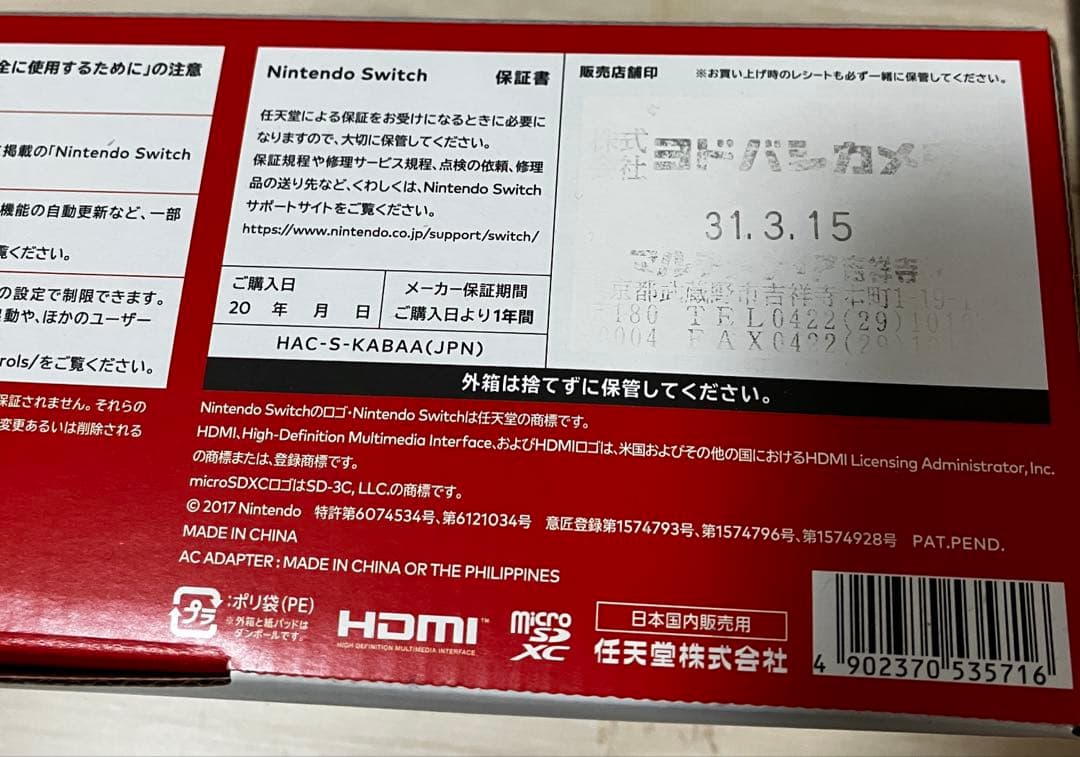 全に使用するために」の注意
掲載の「Nintendo Switch
機能の自動更新など、一部
覧ください。
の設定で制限できます。
動や、ほかのユーザー
rols/をご覧ください。
保証されません。それらの
変更あるいは削除される
Nintendo Switch 保証書
任天堂による保証をお受けになるときに必要に
なりますので、大切に保管してください。
保証規程や修理サービス規程、点検の依頼、修理
品の送り先など、くわしくは、Nintendo Switch
サポートサイトをご覧ください。
https://www.nintendo.co.jp/support/switch/
ご購入日
20 年 月 日
メーカー保証期間
ご購入日より1年間
HAC-S-KABAA(JPN)
販売店舗印 ※お買い上げ時のレシートも必ず一緒に保管してください。
株式
会社
ヨドバシカメ
31.3.15
京都武蔵野市吉祥寺本町1-19-
180 TEL0422(29)101
0004 FAX0422(29)1
外箱は捨てずに保管してください。
Nintendo Switchのロゴ・Nintendo Switchは任天堂の商標です。
HDMI、High-Definition Multimedia Interface、およびHDMIロゴは、米国およびその他の国におけるHDMI Licensing Administrator, Inc.
の商標または、登録商標です。
microSDXCロゴはSD-3C, LLC.の商標です。
© 2017 Nintendo 特許第6074534号、第6121034号 意匠登録第1574793号、第1574796号、第1574928号 PAT.PEND.
MADE IN CHINA
AC ADAPTER : MADE IN CHINA OR THE PHILIPPINES
プラ
:ポリ袋(PE)
※外箱と紙パッドは
ダンボールです。
HDMI™
HIGH-DEFINITION MULTIMEDIA INTERFACE
micro
SD
XC
日本国内販売用
任天堂株式会社
4 902370 535716